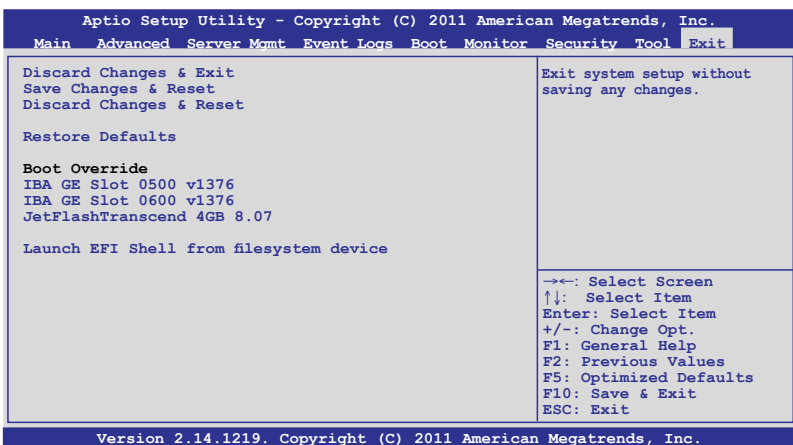 Aptio Setup Utility - Copyright (C) 2011 American Megatrends, Inc.
Main Advanced Server Mgmt Event Logs Boot Monitor Security Tool Exit
Discard Changes & Exit
Save Changes & Reset
Discard Changes & Reset
Restore Defaults
Boot Override
IBA GE Slot 0500 v1376
IBA GE Slot 0600 v1376
JetFlashTranscend 4GB 8.07
Launch EFI Shell from filesystem device
Exit system setup without
saving any changes.
→←: Select Screen
↑↓: Select Item
Enter: Select Item
+/-: Change Opt.
F1: General Help
F2: Previous Values
F5: Optimized Defaults
F10: Save & Exit
ESC: Exit
Version 2.14.1219. Copyright (C) 2011 American Megatrends, Inc.